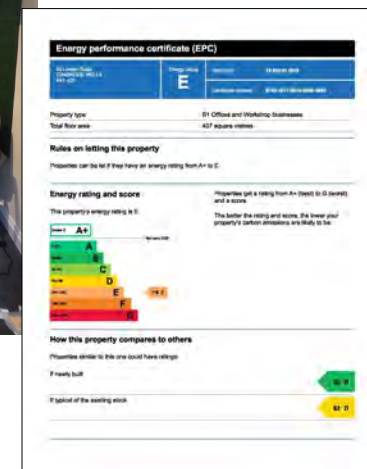 Energy performance certificate (EPC)
Energy rating
E
Property type
B1 Offices and Workshop businesses
Total floor area
437 square metres
Rules on letting this property
Properties can be let if they have an energy rating from A+ to E.
Energy rating and score
This property's energy rating is E.
Properties get a rating from A+ (best) to G (worst)
and a score.
The better the rating and score, the lower your
property's carbon emissions are likely to be.
A+
A
B
C
D
E
F
G
How this property compares to others
Properties similar to this one could have ratings:
If newly built
If typical of the existing stock